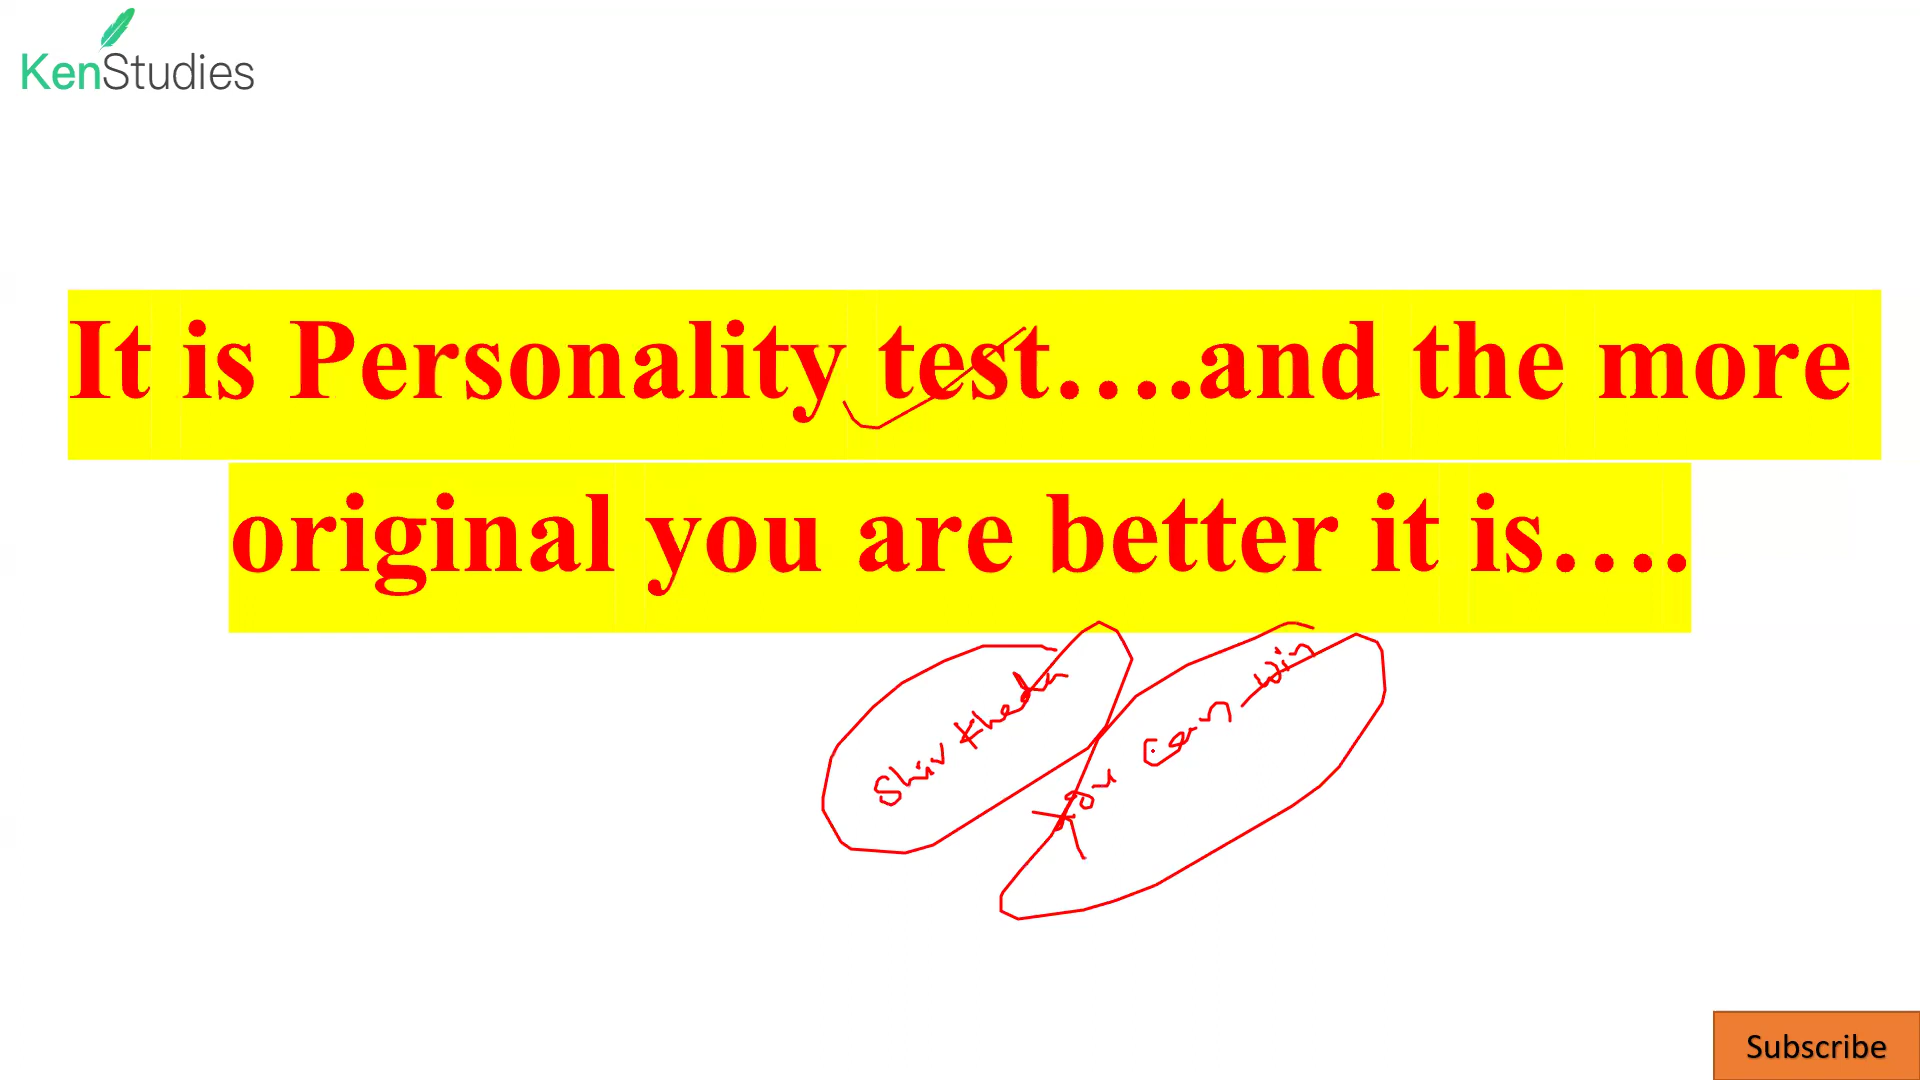 KenStudies
It is Personality test….and the more
original you are better it is….
Shiv Kheda
You Can Win
Subscribe